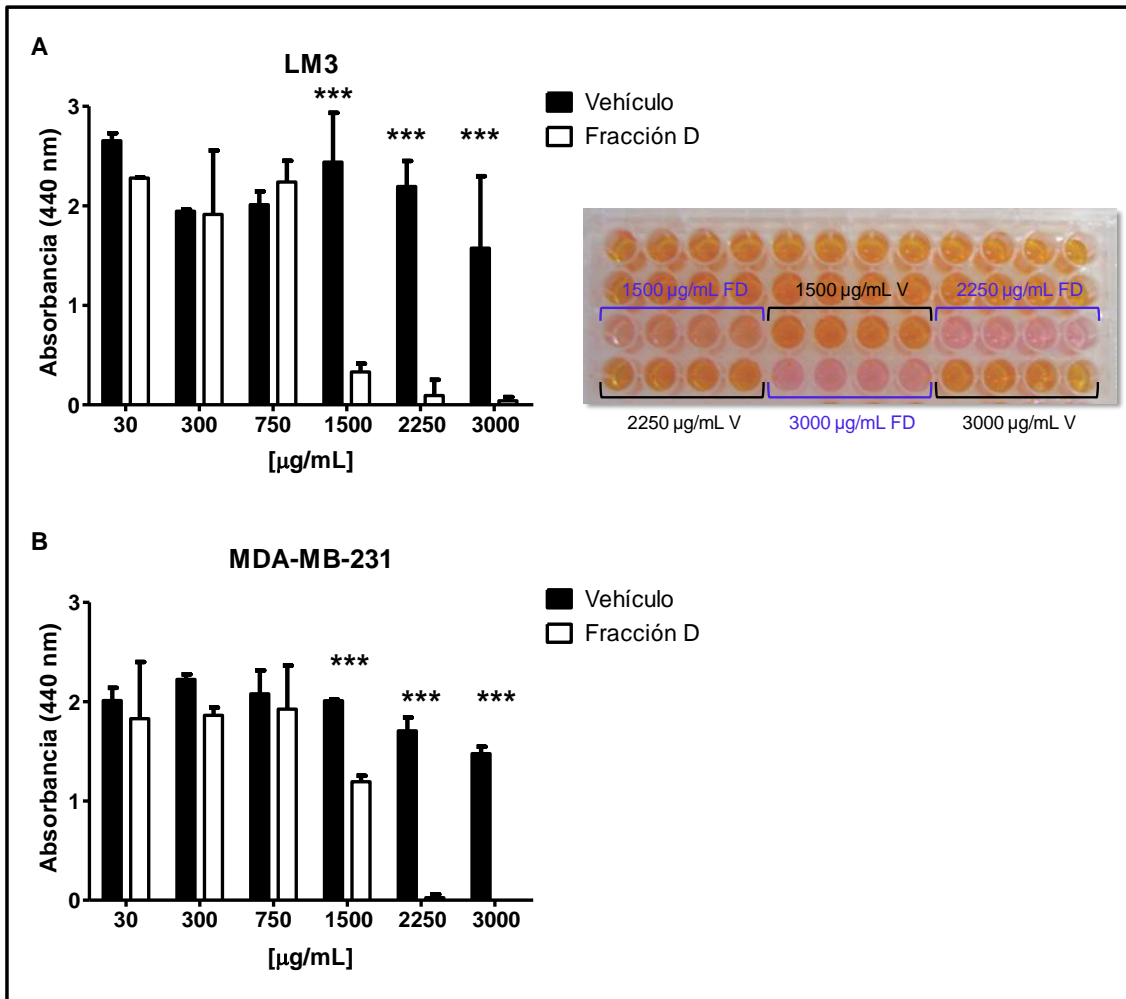 A
LM3
*** *** ***
Vehículo
Fracción D
Absorbancia (440 nm)
3
2
1
0
30 300 750 1500 2250 3000
[µg/mL]
1500 µg/mL FD 1500 µg/mL V 2250 µg/mL FD
2250 µg/mL V 3000 µg/mL FD 3000 µg/mL V
B
MDA-MB-231
*** *** ***
Vehículo
Fracción D
Absorbancia (440 nm)
3
2
1
0
30 300 750 1500 2250 3000
[µg/mL]